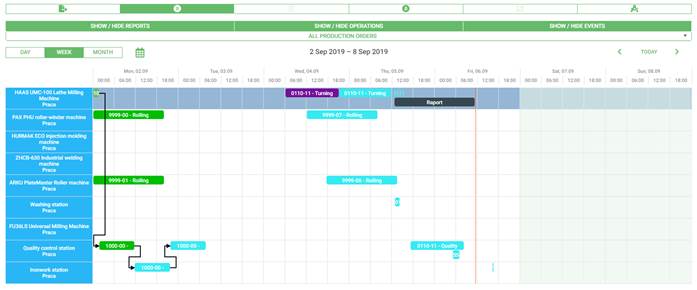 SHOW / HIDE REPORTS SHOW / HIDE OPERATIONS SHOW / HIDE EVENTS
ALL PRODUCTION ORDERS
DAY WEEK MONTH 2 Sep 2019 – 8 Sep 2019 TODAY
Mon, 02.09 Tue, 03.09 Wed, 04.09 Thu, 05.09 Fri, 06.09 Sat, 07.09 Sun, 08.09
00:00 06:00 12:00 18:00 00:00 06:00 12:00 18:00 00:00 06:00 12:00 18:00 00:00 06:00 12:00 18:00 00:00 06:00 12:00 18:00 00:00 06:00 12:00 18:00 00:00 06:00 12:00 18:00
HAAS UMC-100 Lathe Milling
Machine
Praca
0110-11 - Turning 0110-11 - Turning
Raport
PAX PHU roller-winder machine
Praca
9999-00 - Rolling 9999-07 - Rolling
HURMAK ECO injection molding
machine
Praca
ZHCB-630 Industrial welding
machine
Praca
ARKU PlateMaster Roller machine
Praca
9999-01 - Rolling 9999-06 - Rolling
Washing station
Praca
FU36LS Universal Milling Machine
Praca
Quality control station
Praca
1000-00 - 1000-00 - 0110-11 - Quality
Ironwork station
Praca
1000-00 -